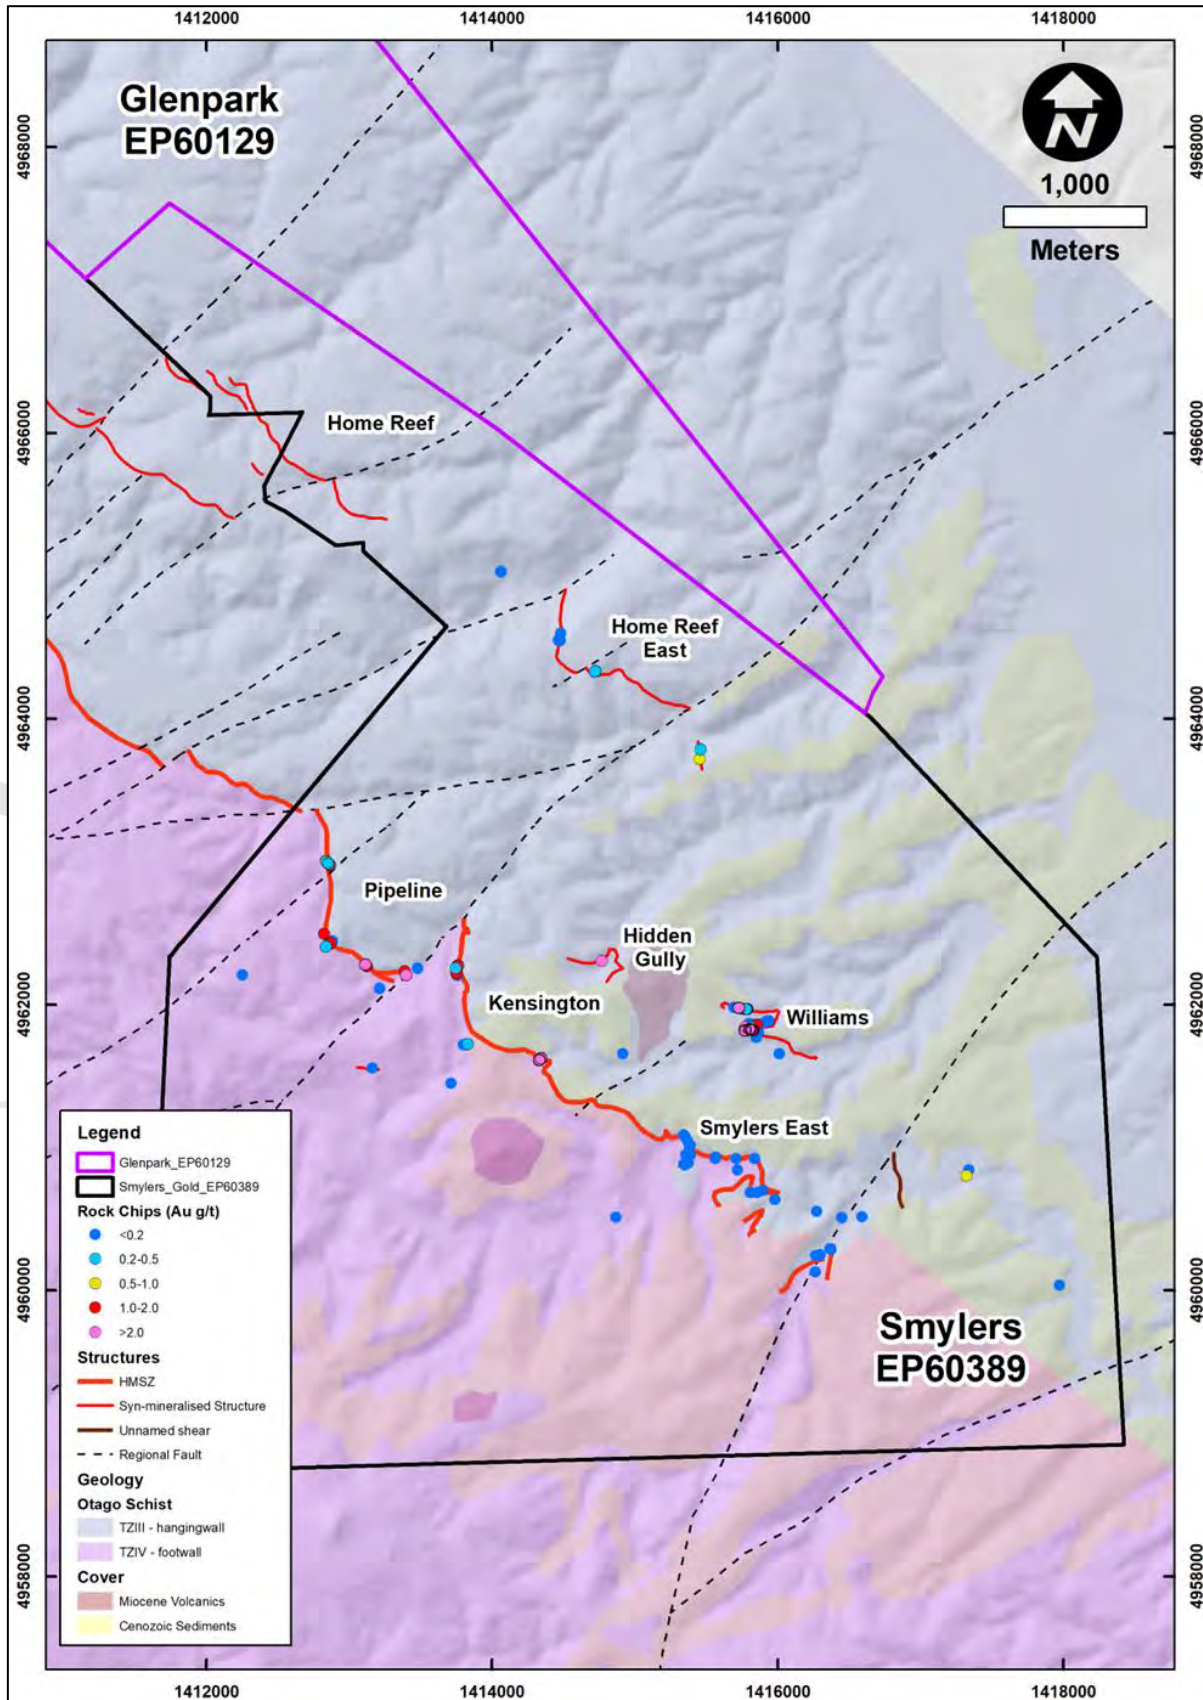 1412000
1414000
1416000
1418000
Glenpark
EP60129
N
1,000
Meters
4968000
4968000
Home Reef
4966000
4966000
Home Reef
East
4964000
4964000
Pipeline
Hidden
Gully
Kensington
Williams
4962000
4962000
Smylers East
Legend
Glenpark_EP60129
Smylers_Gold_EP60389
Rock Chips (Au g/t)
<0.2
0.2-0.5
0.5-1.0
1.0-2.0
>2.0
Structures
HMSZ
Syn-mineralised Structure
Unnamed shear
Regional Fault
Geology
Otago Schist
TZIII - hangingwall
TZIV - footwall
Cover
Miocene Volcanics
Cenozoic Sediments
4960000
4960000
Smylers
EP60389
4958000
4958000
1412000
1414000
1416000
1418000